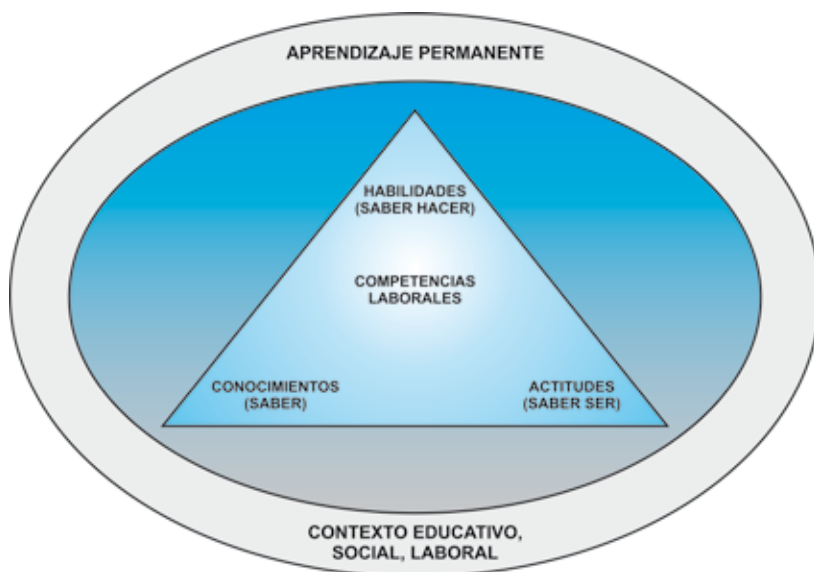 APRENDIZAJE PERMANENTE
HABILIDADES
(SABER HACER)
COMPETENCIAS
LABORALES
CONOCIMIENTOS
(SABER)
ACTITUDES
(SABER SER)
CONTEXTO EDUCATIVO,
SOCIAL, LABORAL